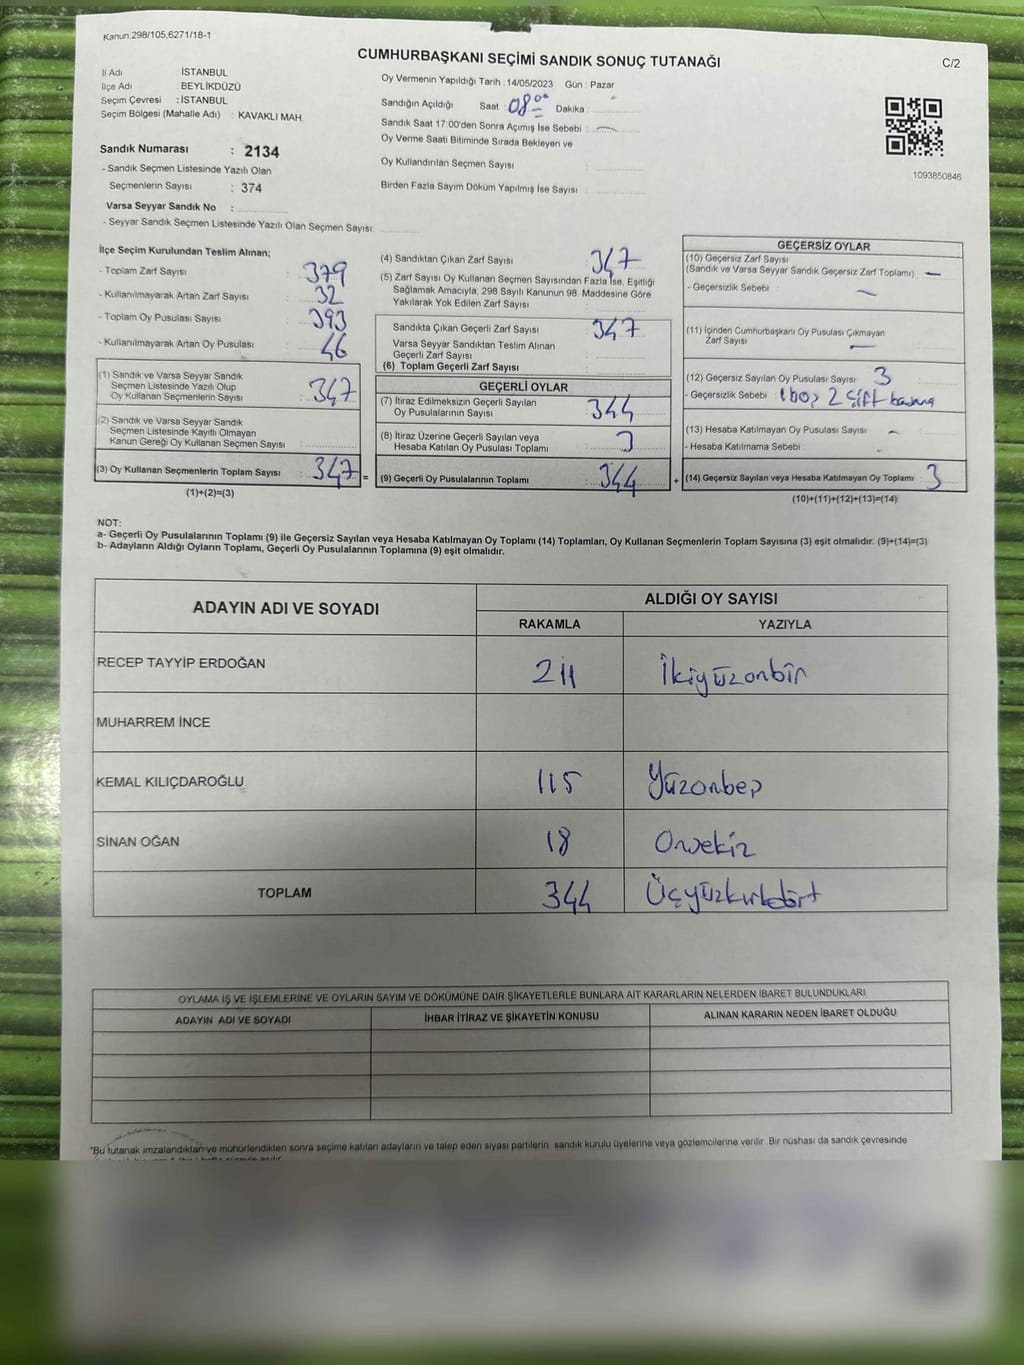 Kanun.298/105,6271/18-1
CUMHURBAŞKANI SEÇİMİ SANDIK SONUÇ TUTANAĞI
C/2
İl Adı : İSTANBUL
İlçe Adı : BEYLİKDÜZÜ
Seçim Çevresi : İSTANBUL
Seçim Bölgesi (Mahalle Adı) : KAVAKLI MAH.
Sandık Numarası : 2134
- Sandık Seçmen Listesinde Yazılı Olan
Seçmenlerin Sayısı : 374
Varsa Seyyar Sandık No :
- Seyyar Sandık Seçmen Listesinde Yazılı Olan Seçmen Sayısı:
Oy Vermenin Yapıldığı Tarih : 14/05/2023 Gün : Pazar
Sandığın Açıldığı Saat : 08 00 Dakika :
Sandık Saat 17:00'den Sonra Açılmış İse Sebebi : —
Oy Verme Saati Bitiminde Sırada Bekleyen ve
Oy Kullandırılan Seçmen Sayısı :
Birden Fazla Sayım Döküm Yapılmış İse Sayısı :
1093850846
İlçe Seçim Kurulundan Teslim Alınan;
- Toplam Zarf Sayısı : 379
- Kullanılmayarak Artan Zarf Sayısı : 32
- Toplam Oy Pusulası Sayısı : 393
- Kullanılmayarak Artan Oy Pusulası : 46
(1) Sandık ve Varsa Seyyar Sandık
Seçmen Listesinde Yazılı Olup
Oy Kullanan Seçmenlerin Sayısı : 347
(2) Sandık ve Varsa Seyyar Sandık
Seçmen Listesinde Kayıtlı Olmayan
Kanun Gereği Oy Kullanan Seçmen Sayısı :
(3) Oy Kullanan Seçmenlerin Toplam Sayısı : 347 =
(1)+(2)=(3)
(4) Sandıktan Çıkan Zarf Sayısı : 347
(5) Zarf Sayısı Oy Kullanan Seçmen Sayısından Fazla İse, Eşitliği
Sağlamak Amacıyla, 298 Sayılı Kanunun 98. Maddesine Göre
Yakılarak Yok Edilen Zarf Sayısı :
Sandıkta Çıkan Geçerli Zarf Sayısı : 347
Varsa Seyyar Sandıktan Teslim Alınan
Geçerli Zarf Sayısı :
(6) Toplam Geçerli Zarf Sayısı :
GEÇERLİ OYLAR
(7) İtiraz Edilmeksizin Geçerli Sayılan
Oy Pusulalarının Sayısı : 344
(8) İtiraz Üzerine Geçerli Sayılan veya
Hesaba Katılan Oy Pusulası Toplamı :
(9) Geçerli Oy Pusulalarının Toplamı : 344 +
GEÇERSİZ OYLAR
(10) Geçersiz Zarf Sayısı
(Sandık ve Varsa Seyyar Sandık Geçersiz Zarf Toplamı) : —
- Geçersizlik Sebebi : —
(11) İçinden Cumhurbaşkanı Oy Pusulası Çıkmayan
Zarf Sayısı : —
(12) Geçersiz Sayılan Oy Pusulası Sayısı : 3
- Geçersizlik Sebebi : 1 boş 2 çift basma
(13) Hesaba Katılmayan Oy Pusulası Sayısı : -
- Hesaba Katılmama Sebebi :
(14) Geçersiz Sayılan veya Hesaba Katılmayan Oy Toplamı : 3
(10)+(11)+(12)+(13)=(14)
NOT:
a- Geçerli Oy Pusulalarının Toplamı (9) ile Geçersiz Sayılan veya Hesaba Katılmayan Oy Toplamı (14) Toplamları, Oy Kullanan Seçmenlerin Toplam Sayısına (3) eşit olmalıdır. (9)+(14)=(3)
b- Adayların Aldığı Oyların Toplamı, Geçerli Oy Pusulalarının Toplamına (9) eşit olmalıdır.
ADAYIN ADI VE SOYADI
ALDIĞI OY SAYISI
RAKAMLA YAZIYLA
RECEP TAYYİP ERDOĞAN 211 İkiyüzonbir
MUHARREM İNCE
KEMAL KILIÇDAROĞLU 115 Yüzonbeş
SİNAN OĞAN 18 Onsekiz
TOPLAM 344 Üçyüzkırkdört
OYLAMA İŞ VE İŞLEMLERİNE VE OYLARIN SAYIM VE DÖKÜMÜNE DAİR ŞİKAYETLERLE BUNLARA AİT KARARLARIN NELERDEN İBARET BULUNDUKLARI
ADAYIN ADI VE SOYADI İHBAR İTİRAZ VE ŞİKAYETİN KONUSU ALINAN KARARIN NEDEN İBARET OLDUĞU
*Bu tutanak imzalandıktan ve mühürlendikten sonra seçime katılan adayların ve talep eden siyasi partilerin sandık kurulu üyelerine veya gözlemcilerine verilir. Bir nüshası da sandık çevresinde